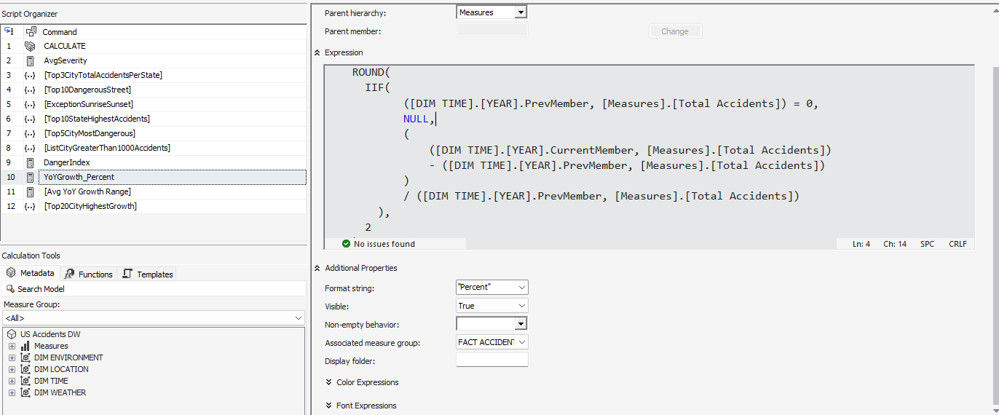 Script Organizer
Command
1 CALCULATE
2 AvgSeverity
3 [Top3CityTotalAccidentsPerState]
4 [Top10DangerousStreet]
5 [ExceptionSunriseSunset]
6 [Top10StateHighestAccidents]
7 [Top5CityMostDangerous]
8 [ListCityGreaterThan1000Accidents]
9 DangerIndex
10 YoYGrowth_Percent
11 [Avg YoY Growth Range]
12 [Top20CityHighestGrowth]
Calculation Tools
Metadata Functions Templates
Search Model
Measure Group:
<All>
US Accidents DW
Measures
DIM ENVIRONMENT
DIM LOCATION
DIM TIME
DIM WEATHER
Parent hierarchy: Measures
Parent member: Change
Expression
ROUND(
IIF(
([DIM TIME].[YEAR].PrevMember, [Measures].[Total Accidents]) = 0,
NULL,
(
([DIM TIME].[YEAR].CurrentMember, [Measures].[Total Accidents])
- ([DIM TIME].[YEAR].PrevMember, [Measures].[Total Accidents])
)
/ ([DIM TIME].[YEAR].PrevMember, [Measures].[Total Accidents])
),
2
No issues found Ln: 4 Ch: 14 SPC CRLF
Additional Properties
Format string: "Percent"
Visible: True
Non-empty behavior:
Associated measure group: FACT ACCIDENT
Display folder:
Color Expressions
Font Expressions